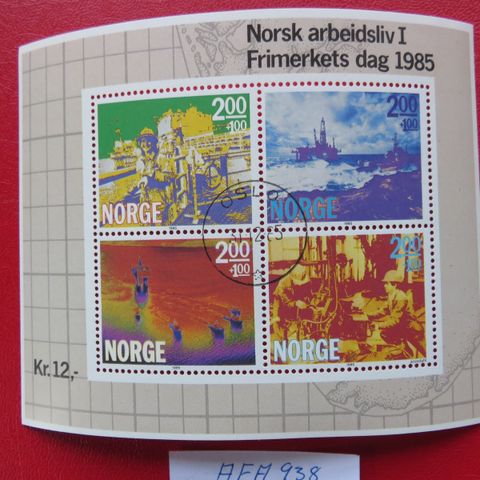 Norsk arbeidsliv I
Frimerkets dag 1985
2.00
+1.00
NORGE
2.00
+1.00
NORGE
OSLO
2.00
+1.00
NORGE
2.00
+1.00
NORGE
Kr. 12,-
AFA 938